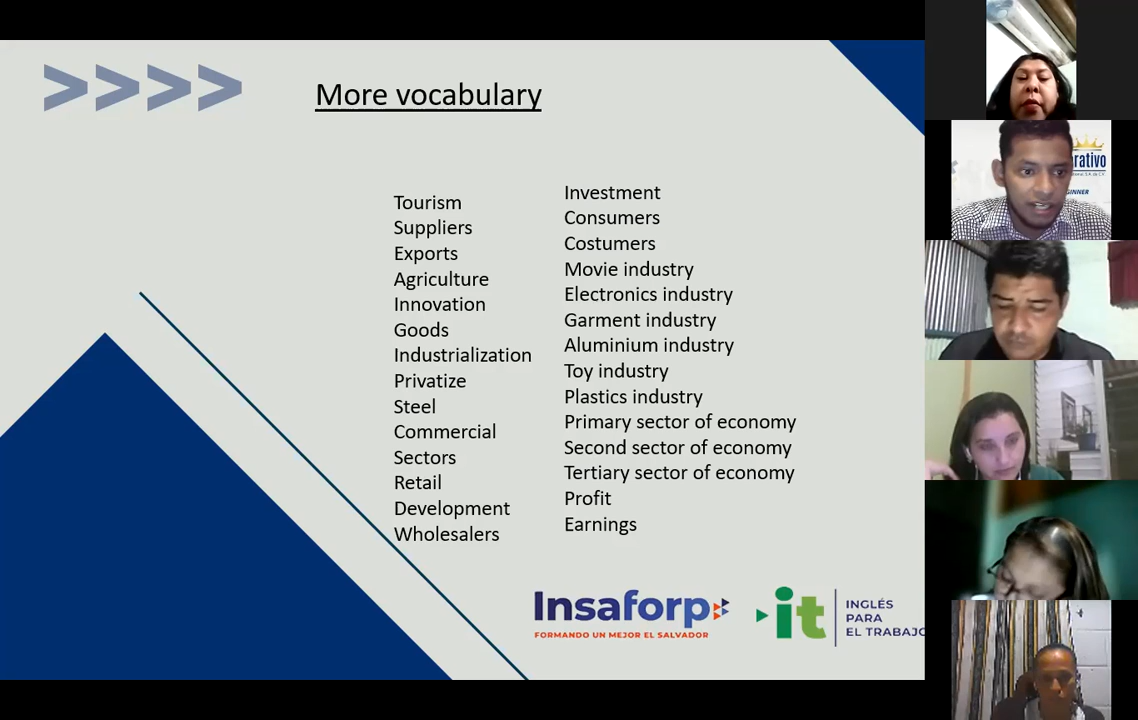 >>>>
More vocabulary
Tourism
Suppliers
Exports
Agriculture
Innovation
Goods
Industrialization
Privatize
Steel
Commercial
Sectors
Retail
Development
Wholesalers
Investment
Consumers
Costumers
Movie industry
Electronics industry
Garment industry
Aluminium industry
Toy industry
Plastics industry
Primary sector of economy
Second sector of economy
Tertiary sector of economy
Profit
Earnings
Insaforp
FORMANDO UN MEJOR EL SALVADOR
it
INGLÉS
PARA
EL TRABAJO
rativo
GINNER